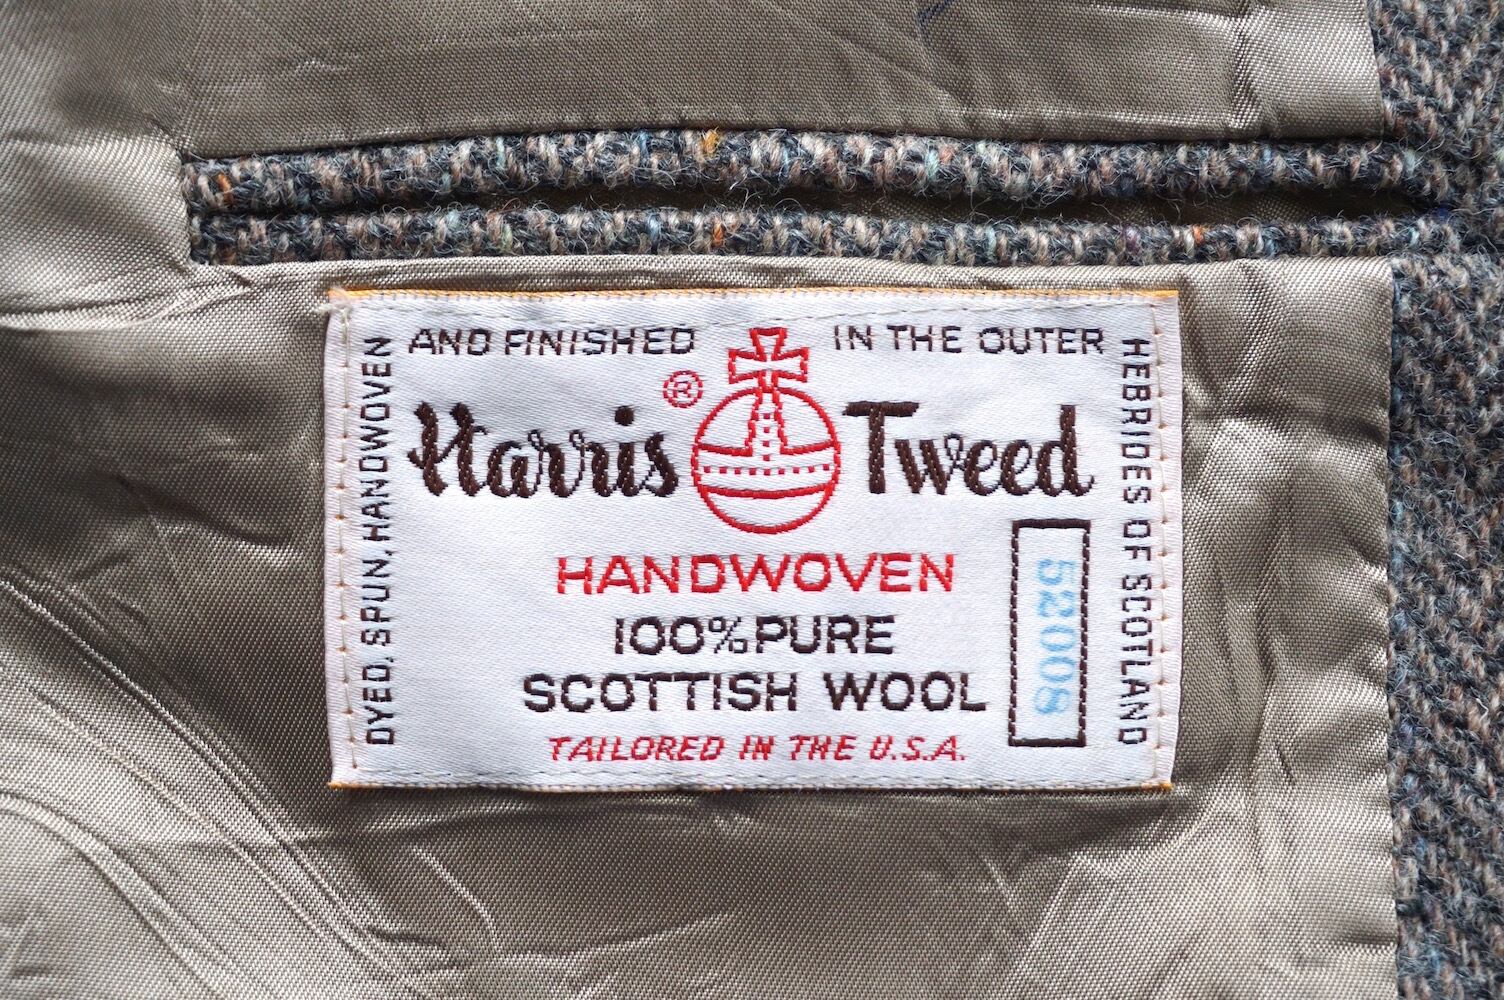 DYED, SPUN, HANDWOVEN
AND FINISHED IN THE OUTER
HEBRIDES OF SCOTLAND
Harris ® Tweed
HANDWOVEN
100% PURE
SCOTTISH WOOL
TAILORED IN THE U.S.A.
52008